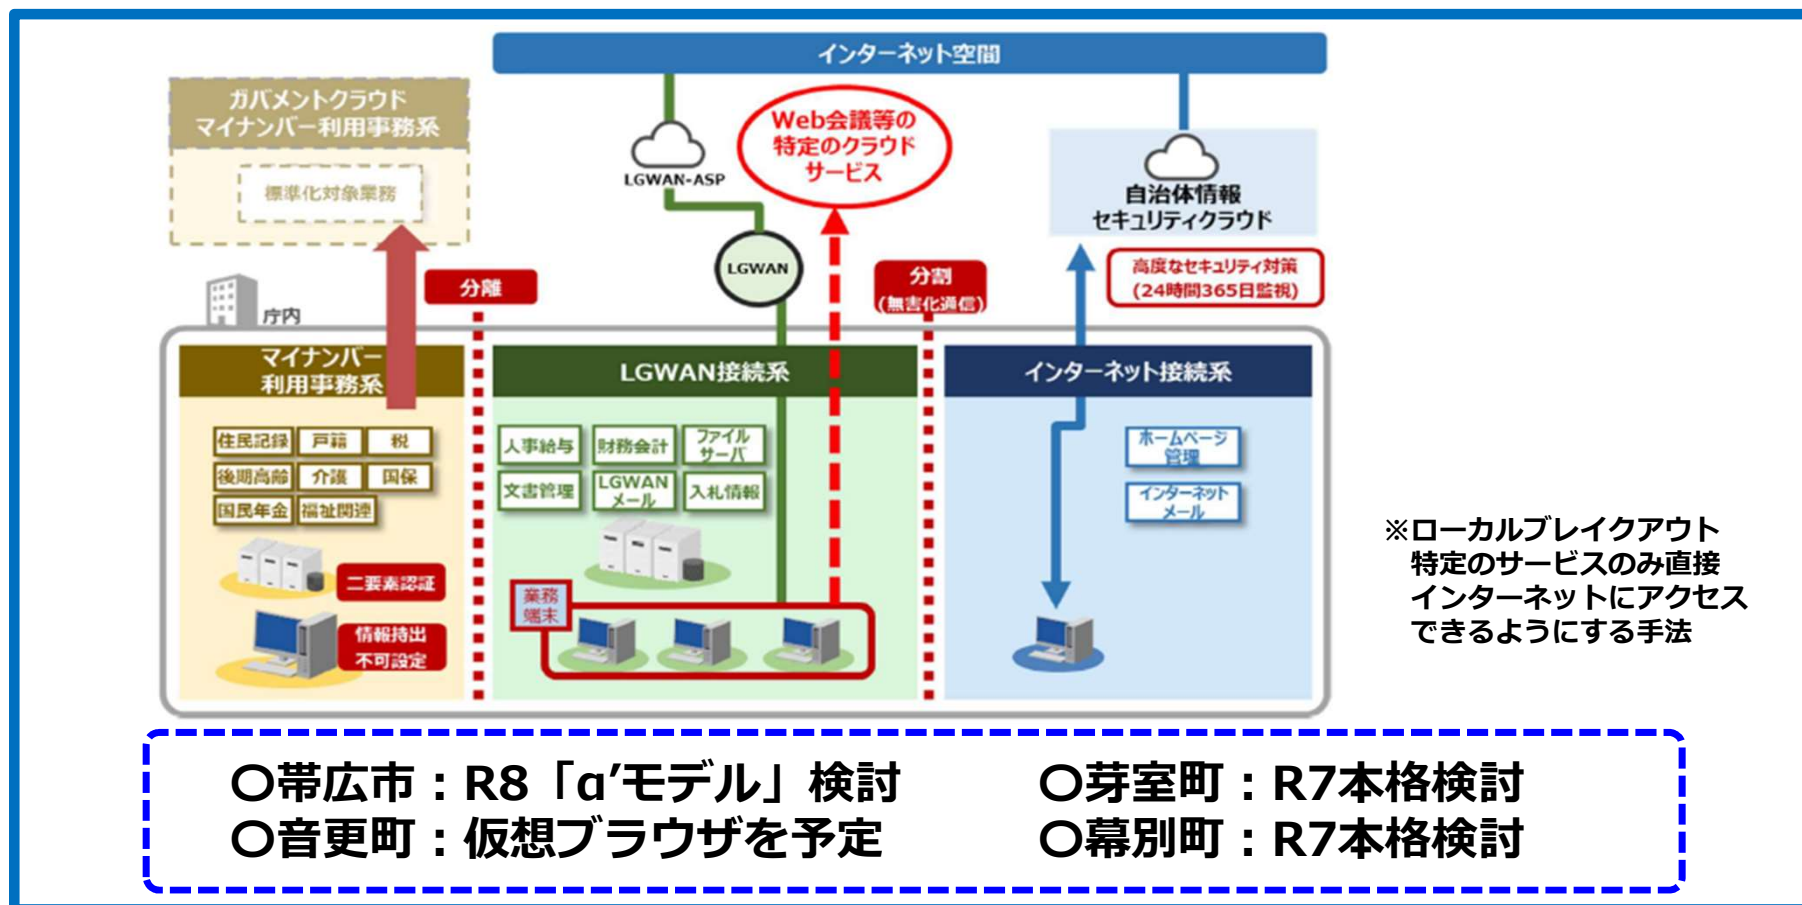 インターネット空間
ガバメントクラウド
マイナンバー利用事務系
標準化対象業務
LGWAN-ASP
Web会議等の
特定のクラウド
サービス
自治体情報
セキュリティクラウド
LGWAN
分離
分割
(無害化通信)
高度なセキュリティ対策
(24時間365日監視)
庁内
マイナンバー
利用事務系
住民記録
戸籍
税
後期高齢
介護
国保
国民年金
福祉関連
二要素認証
情報持出
不可設定
LGWAN接続系
人事給与
財務会計
ファイル
サーバ
文書管理
LGWAN
メール
入札情報
業務
端末
インターネット接続系
ホームページ
管理
インターネット
メール
※ローカルブレイクアウト
特定のサービスのみ直接
インターネットにアクセス
できるようにする手法
〇帯広市：R8「α′モデル」検討
〇音更町：仮想ブラウザを予定
〇芽室町：R7本格検討
〇幕別町：R7本格検討